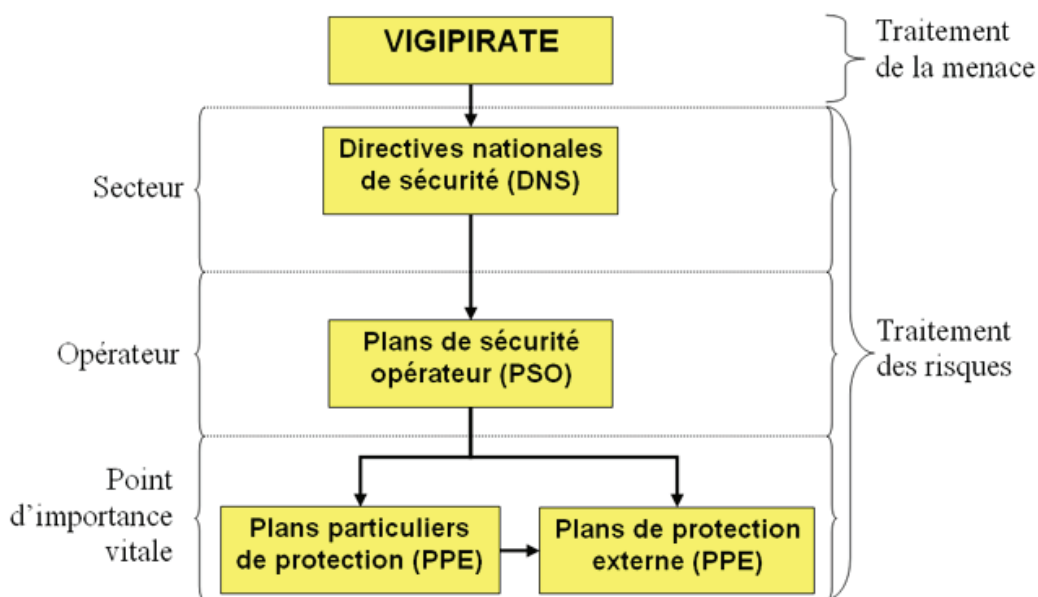 VIGIPIRATE
Traitement
de la menace
Secteur
Directives nationales
de sécurité (DNS)
Opérateur
Plans de sécurité
opérateur (PSO)
Traitement
des risques
Point
d'importance
vitale
Plans particuliers
de protection (PPE)
Plans de protection
externe (PPE)